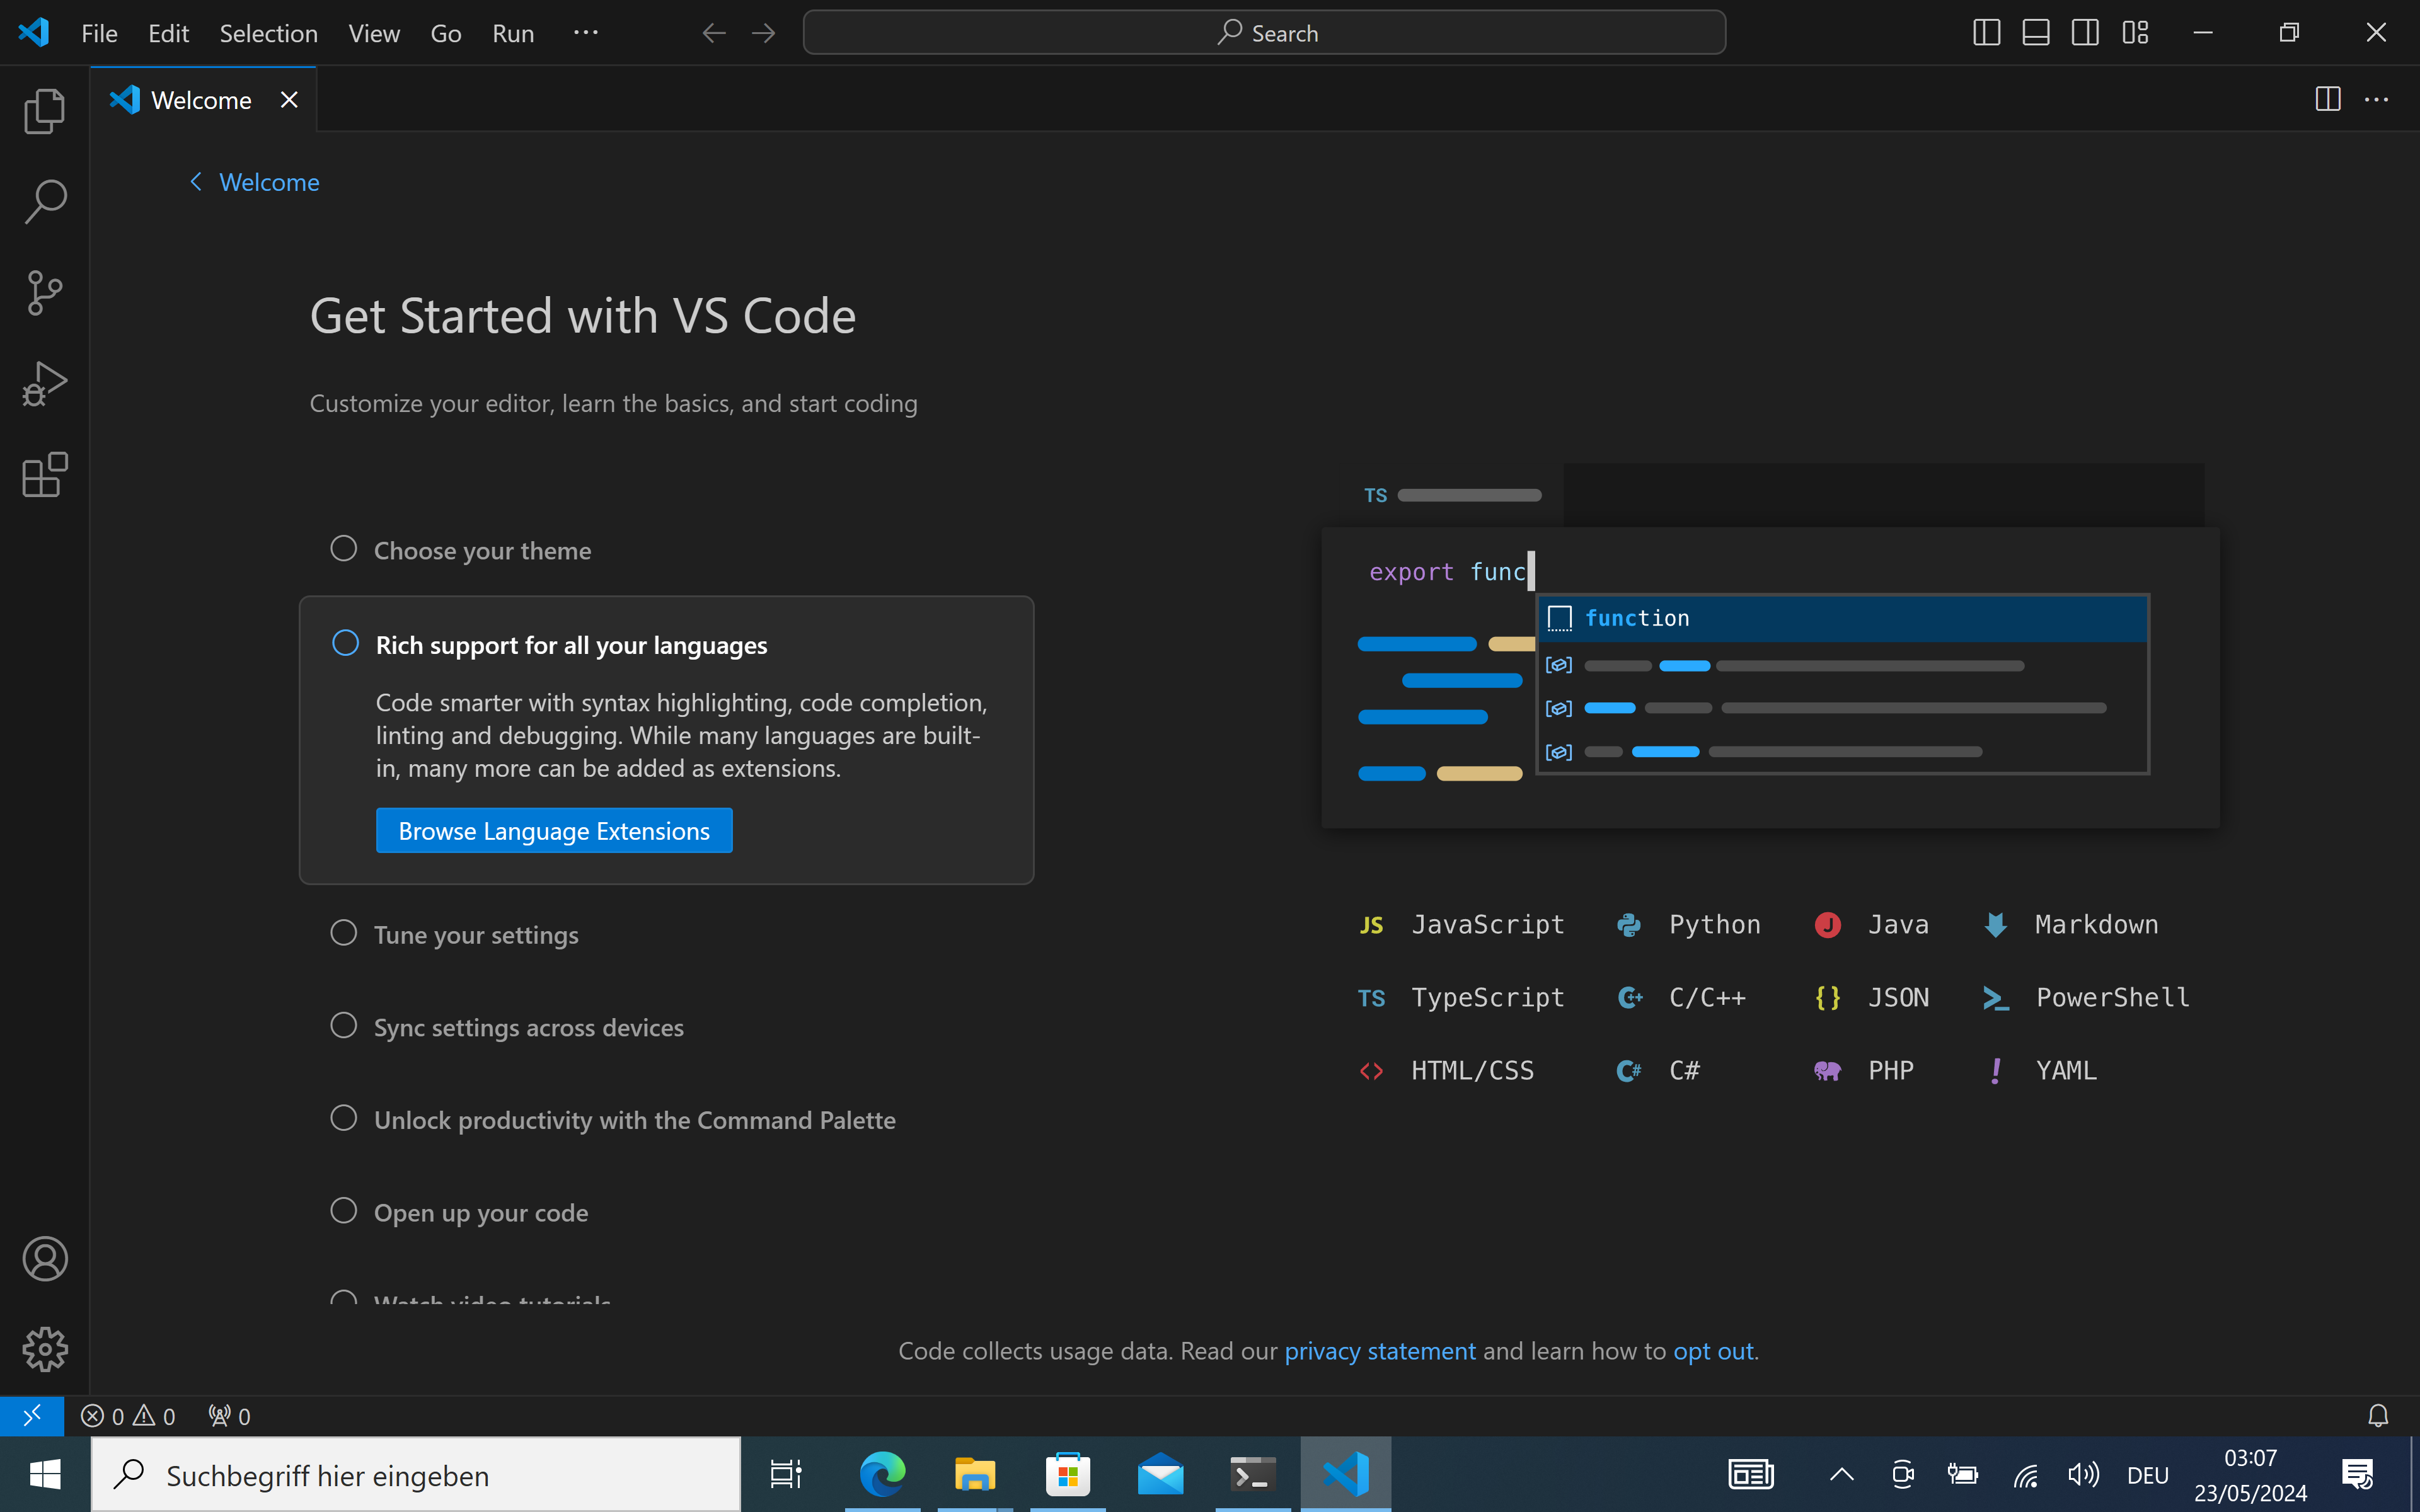 File Edit Selection View Go Run ···
Search
Welcome
Welcome
Get Started with VS Code
Customize your editor, learn the basics, and start coding
Choose your theme
Rich support for all your languages
Code smarter with syntax highlighting, code completion,
linting and debugging. While many languages are built-
in, many more can be added as extensions.
Browse Language Extensions
Tune your settings
Sync settings across devices
Unlock productivity with the Command Palette
Open up your code
Watch video tutorials
TS
export func
function
JS JavaScript Python J Java Markdown
TS TypeScript C++ C/C++ {} JSON PowerShell
<> HTML/CSS C# C# PHP ! YAML
Code collects usage data. Read our privacy statement and learn how to opt out.
0 0 0
Suchbegriff hier eingeben
DEU
03:07
23/05/2024